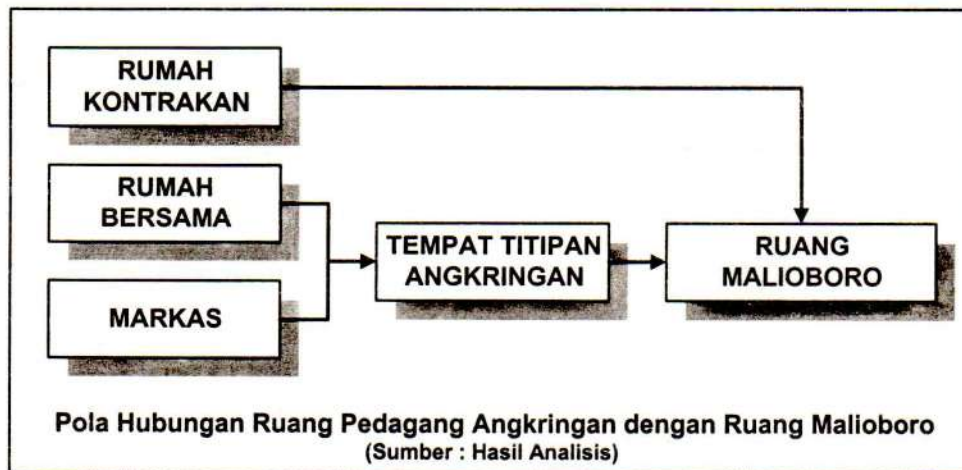 RUMAH
KONTRAKAN
RUMAH
BERSAMA
MARKAS
TEMPAT TITIPAN
ANGKRINGAN
RUANG
MALIOBORO
Pola Hubungan Ruang Pedagang Angkringan dengan Ruang Malioboro
(Sumber : Hasil Analisis)